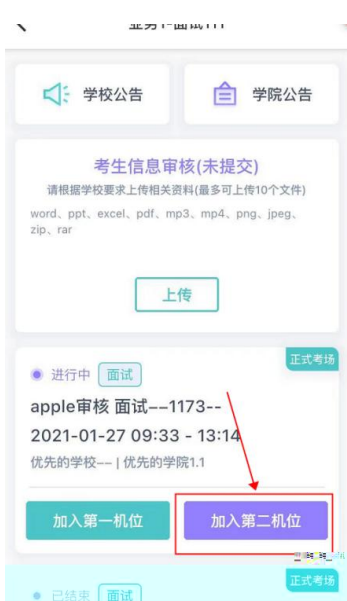 学校公告
学院公告
考生信息审核(未提交)
请根据学校要求上传相关资料(最多可上传10个文件)
word、ppt、excel、pdf、mp3、mp4、png、jpeg、
zip、rar
上传
正式考场
进行中 面试
apple审核 面试--1173--
2021-01-27 09:33 - 13:14
优先的学校-- | 优先的学院1.1
加入第一机位
加入第二机位
正式考场
已结束 面试